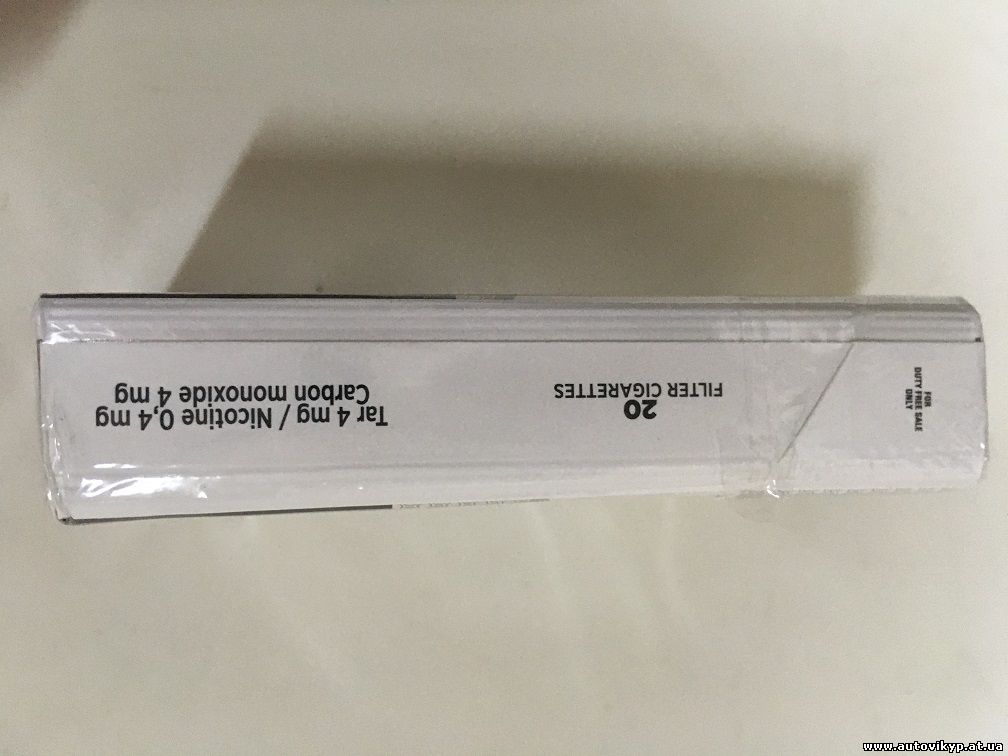 Tar 4 mg / Nicotine 0,4 mg
Carbon monoxide 4 mg
20
FILTER CIGARETTES
FOR
DUTY FREE SALE
ONLY
www.autovikyp.at.ua